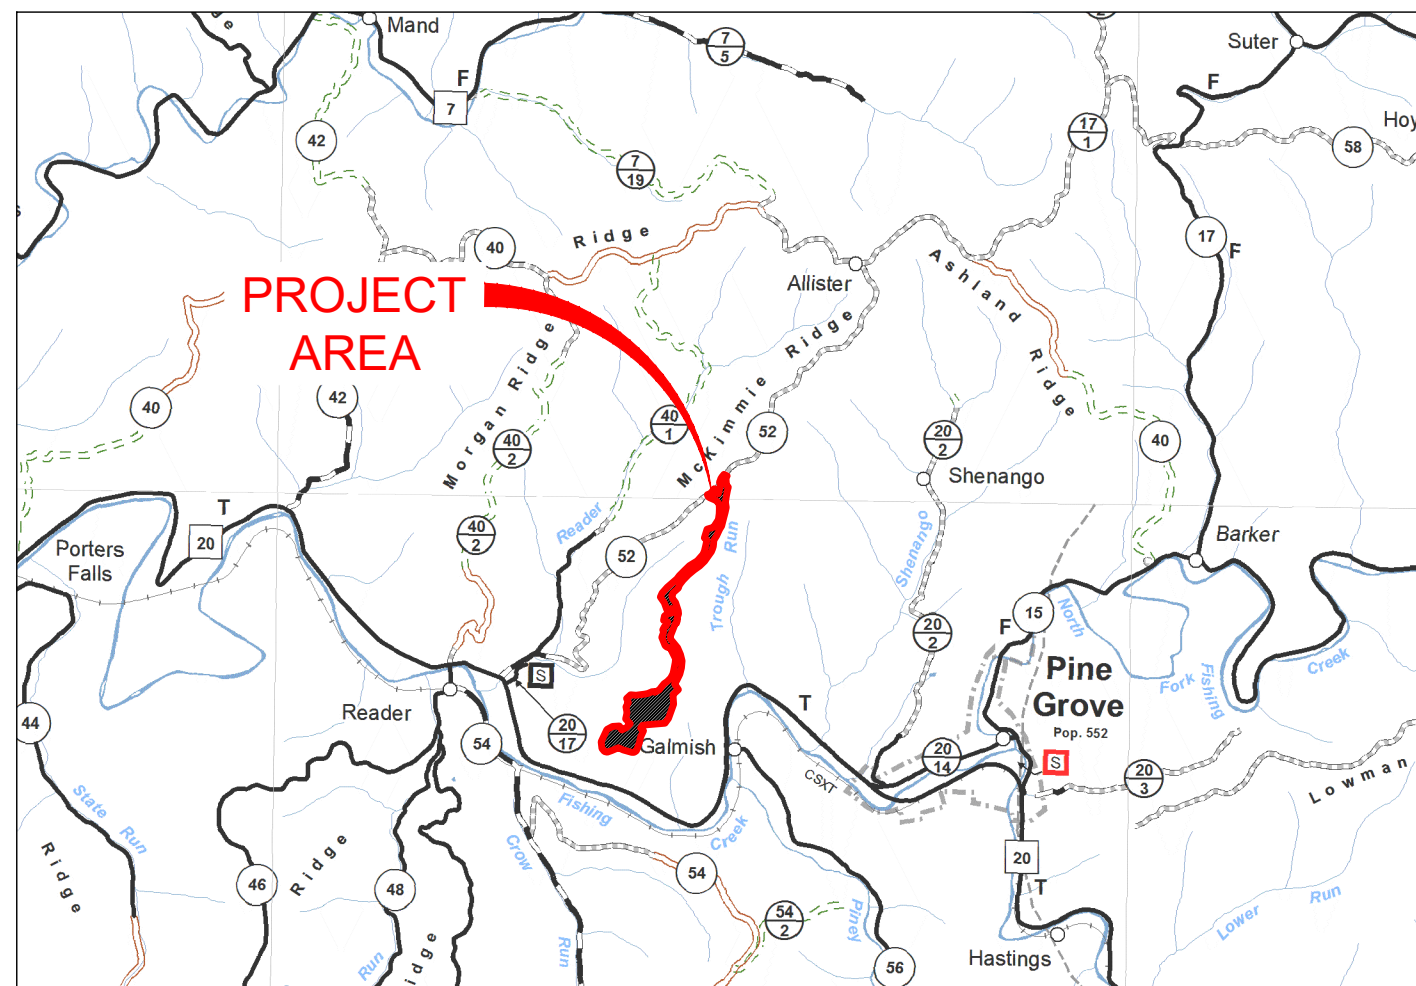 Mand
7
5
Suter
F
F
7
17
1
42
Hoy
58
7
19
17
F
40
Ridge
Allister
Ashland
Ridge
PROJECT
AREA
Morgan Ridge
McKimmie Ridge
42
40
40
1
52
40
2
20
2
40
Shenango
T
20
Porters
Falls
40
2
Reader
52
Run
Trough
Shenango
Barker
15
F
North
Fork
Fishing
Creek
20
2
Pine
Grove
Pop. 552
S
S
Reader
44
54
20
17
Galmish
T
20
14
CSXT
20
3
Lowman
State
Run
Ridge
Fishing
Creek
Crow
Run
Ridge
46
48
54
20
T
54
2
Piney
Lower
Run
Run
idge
56
Hastings